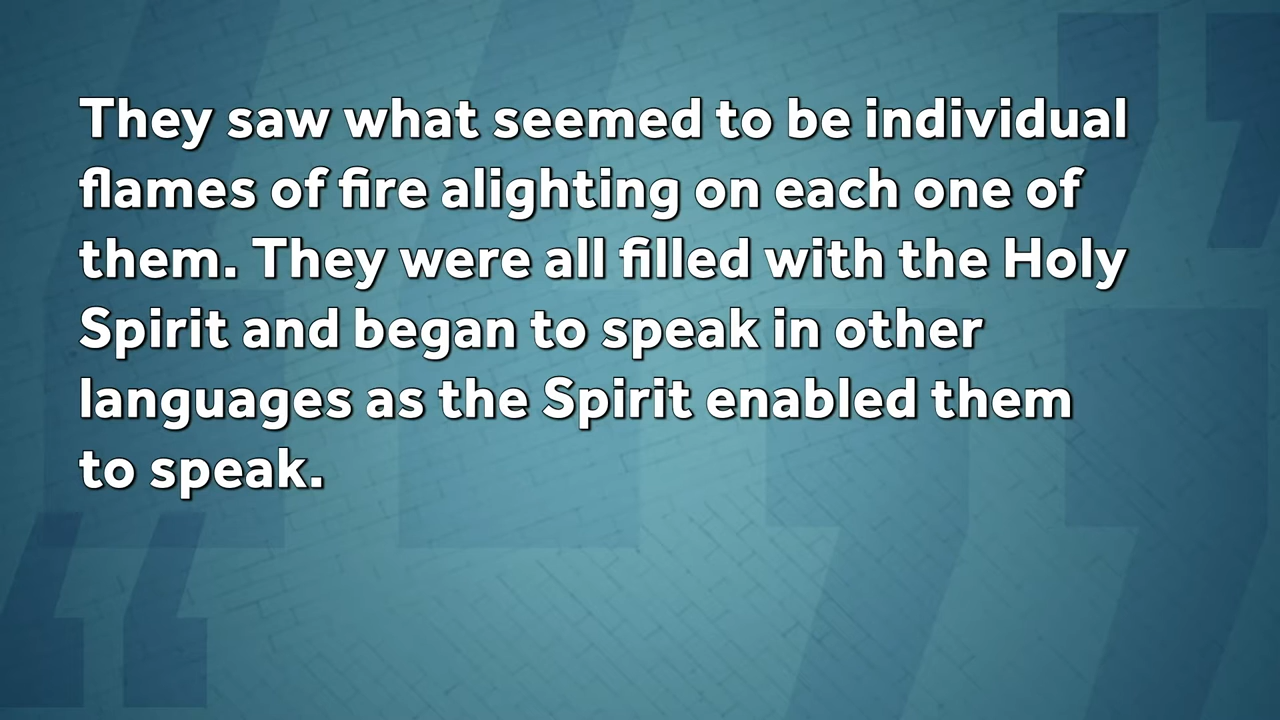 They saw what seemed to be individual
flames of fire alighting on each one of
them. They were all filled with the Holy
Spirit and began to speak in other
languages as the Spirit enabled them
to speak.